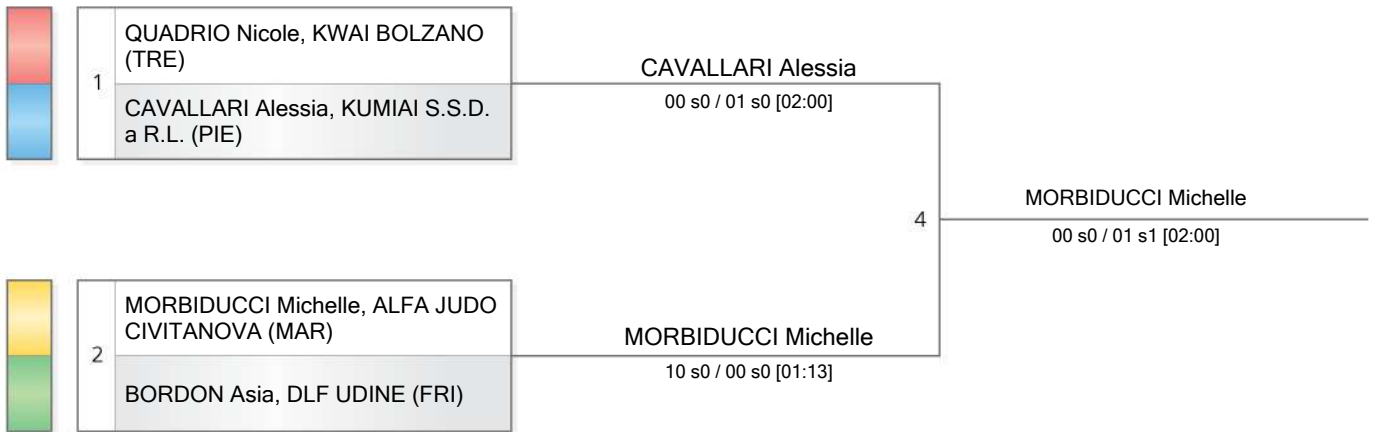 QUADRIO Nicole, KWAI BOLZANO
(TRE)
1
CAVALLARI Alessia, KUMIAI S.S.D.
a R.L. (PIE)
CAVALLARI Alessia
00 s0 / 01 s0 [02:00]
4
MORBIDUCCI Michelle
00 s0 / 01 s1 [02:00]
MORBIDUCCI Michelle, ALFA JUDO
CIVITANOVA (MAR)
2
BORDON Asia, DLF UDINE (FRI)
MORBIDUCCI Michelle
10 s0 / 00 s0 [01:13]